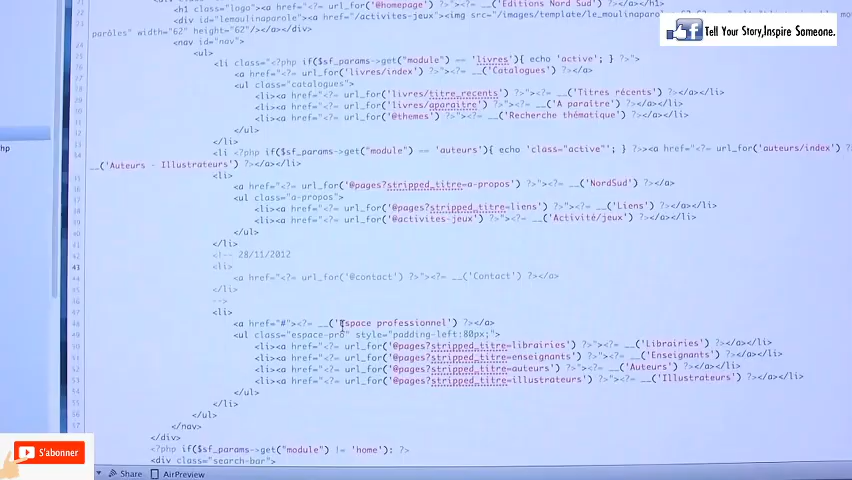 <h1 class="logo"><a href="<?= url_for('@homepage') ?>"><?= __('Editions Nord Sud') ?></a></h1>
<div id="lemoulinaparole"><a href="/activites-jeux"><img src="/images/template/le_moulinaparole
paroles" width="62" height="62"/></a></div>
<nav id="nav">
<ul>
<li class="<?php if($sf_params->get("module") == 'livres'){ echo 'active'; } ?>">
<a href="<?= url_for('livres/index') ?>"><?= __('Catalogues') ?></a>
<ul class="catalogues">
<li><a href="<?= url_for('livres/titre_recents') ?>"><?= __('Titres récents') ?></a></li>
<li><a href="<?= url_for('livres/aparaitre') ?>"><?= __('A paraître') ?></a></li>
<li><a href="<?= url_for('@themes') ?>"><?= __('Recherche thématique') ?></a></li>
</ul>
</li>
<li <?php if($sf_params->get("module") == 'auteurs'){ echo 'class="active"'; } ?>><a href="<?= url_for('auteurs/index') ?
__('Auteurs - Illustrateurs') ?></a></li>
<li>
<a href="<?= url_for('@pages?stripped_titre=a-propos') ?>"><?= __('NordSud') ?></a>
<ul class="a-propos">
<li><a href="<?= url_for('@pages?stripped_titre=liens') ?>"><?= __('Liens') ?></a></li>
<li><a href="<?= url_for('@activites-jeux') ?>"><?= __('Activité/jeux') ?></a></li>
</ul>
</li>
<!-- 28/11/2012
43 <li>
<a href="<?= url_for('@contact') ?>"><?= __('Contact') ?></a>
</li>
-->
<li>
<a href="#"><?= __('Espace professionnel') ?></a>
<ul class="espace-pro" style="padding-left:80px;">
<li><a href="<?= url_for('@pages?stripped_titre=librairies') ?>"><?= __('Librairies') ?></a></li>
<li><a href="<?= url_for('@pages?stripped_titre=enseignants') ?>"><?= __('Enseignants') ?></a></li>
<li><a href="<?= url_for('@pages?stripped_titre=auteurs') ?>"><?= __('Auteurs') ?></a></li>
<li><a href="<?= url_for('@pages?stripped_titre=illustrateurs') ?>"><?= __('Illustrateurs') ?></a></li>
</ul>
</li>
</ul>
</nav>
</div>
<?php if($sf_params->get("module") != 'home'): ?>
<div class="search-bar">
Share AirPreview
Tell Your Story,Inspire Someone.
S'abonner
hp